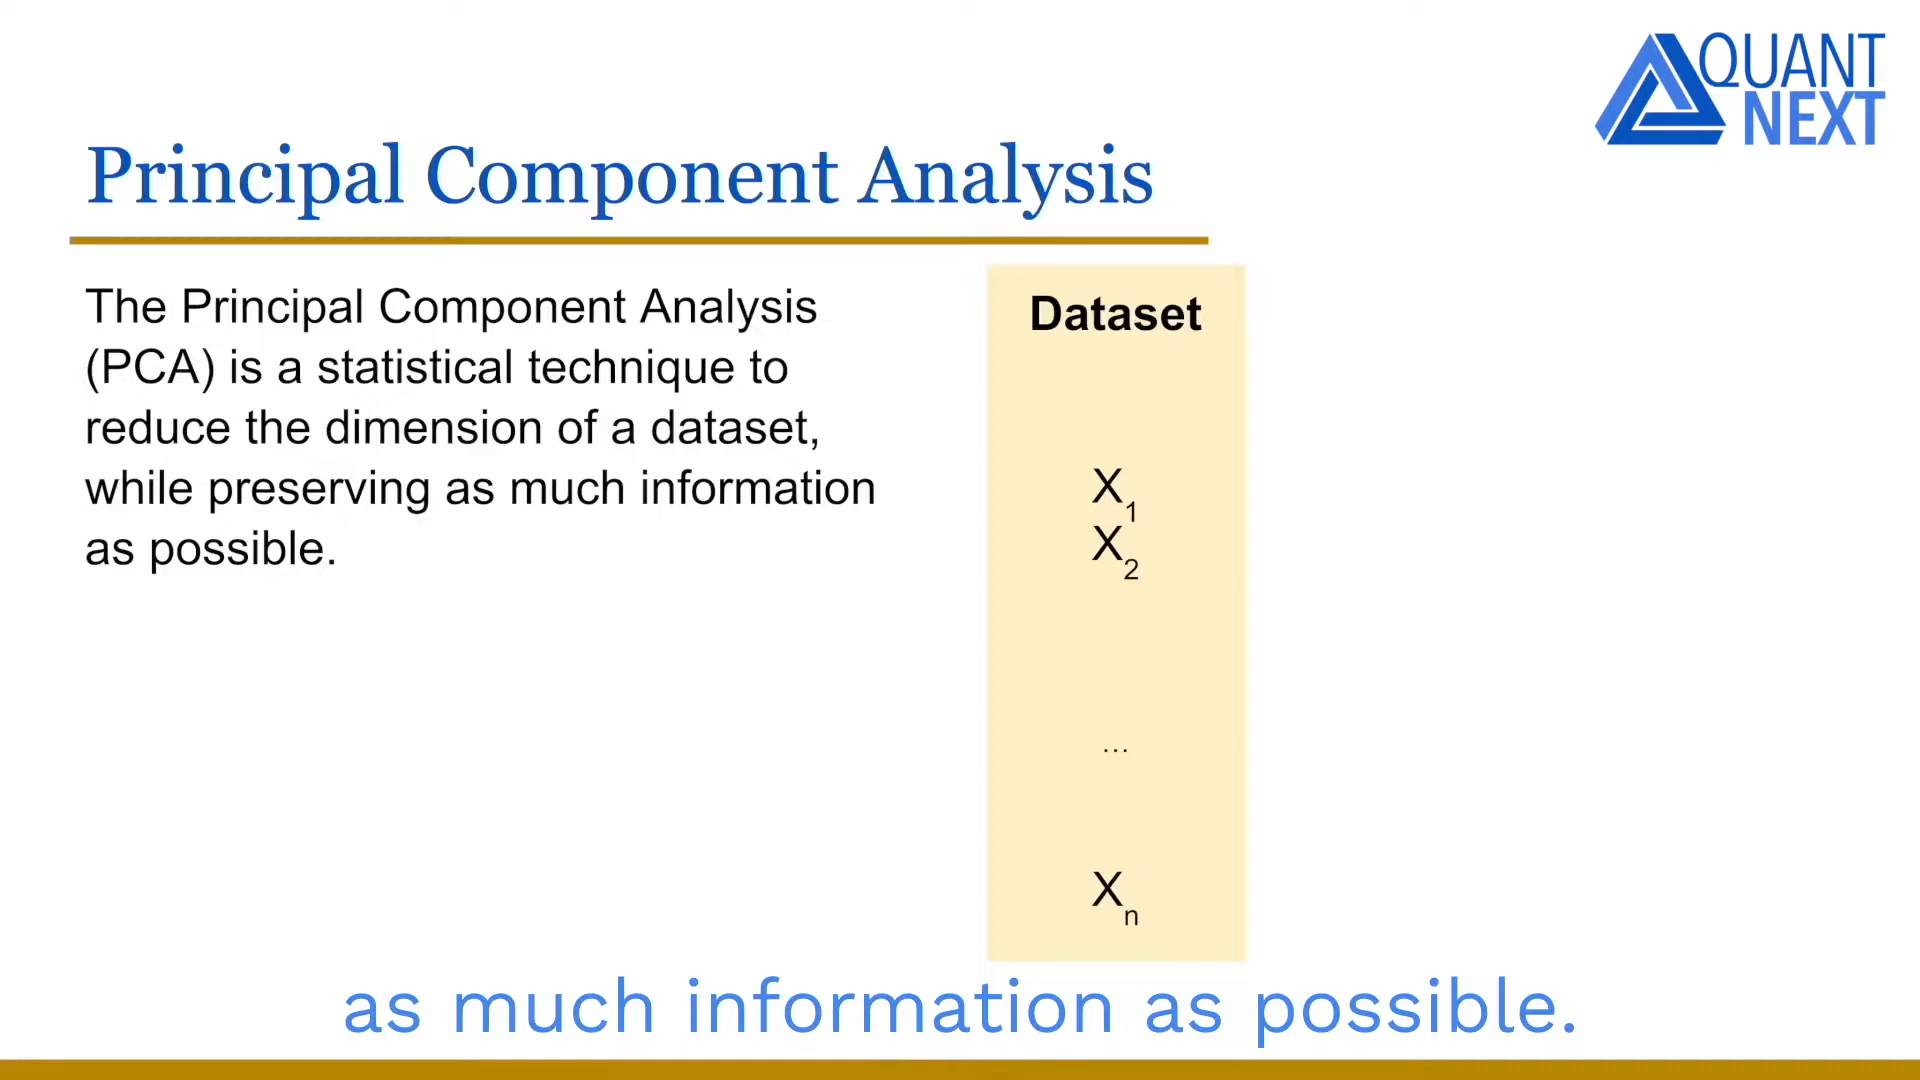 QUANT
NEXT
Principal Component Analysis
The Principal Component Analysis
(PCA) is a statistical technique to
reduce the dimension of a dataset,
while preserving as much information
as possible.
Dataset
X1
X2
...
Xn
as much information as possible.